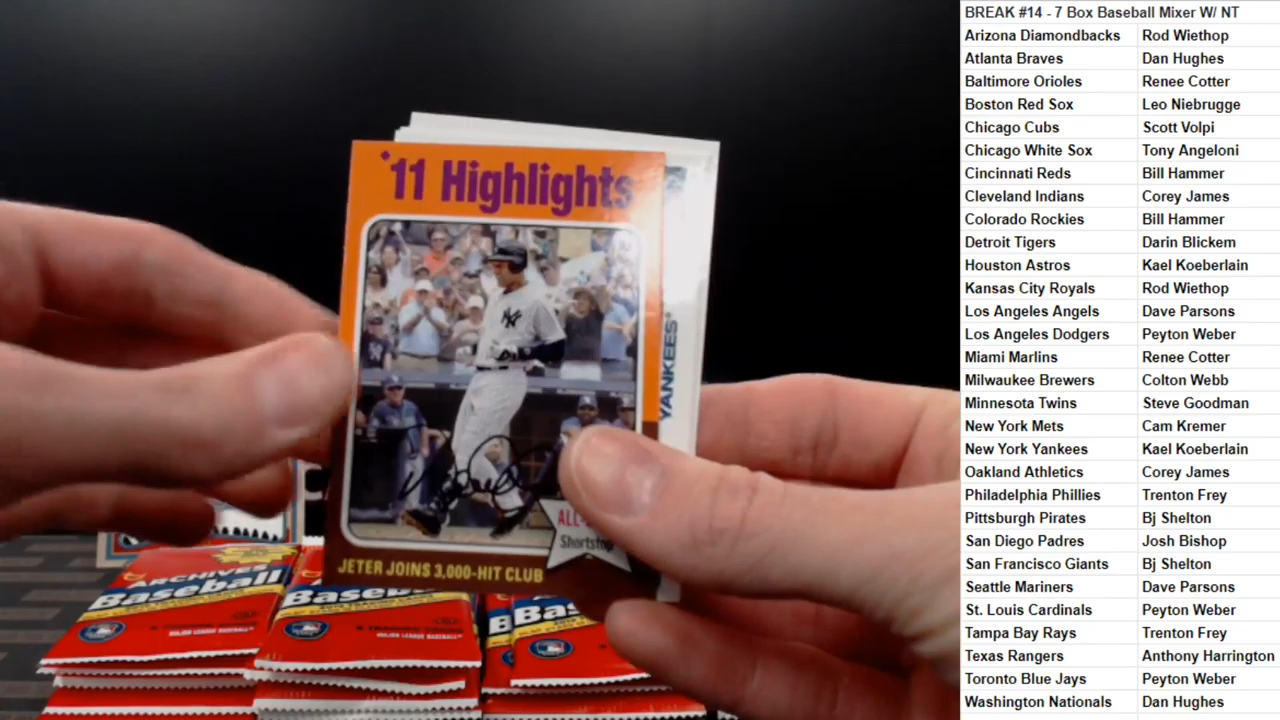 '11 Highlights
YANKEES
ALL-
Shortstop
JETER JOINS 3,000-HIT CLUB
ARCHIVES
Baseball
MAJOR LEAGUE BASEBALL
Baseball
MAJOR LEAGUE BASEBALL
BREAK #14 - 7 Box Baseball Mixer W/ NT
Arizona Diamondbacks Rod Wiethop
Atlanta Braves Dan Hughes
Baltimore Orioles Renee Cotter
Boston Red Sox Leo Niebrugge
Chicago Cubs Scott Volpi
Chicago White Sox Tony Angeloni
Cincinnati Reds Bill Hammer
Cleveland Indians Corey James
Colorado Rockies Bill Hammer
Detroit Tigers Darin Blickem
Houston Astros Kael Koeberlain
Kansas City Royals Rod Wiethop
Los Angeles Angels Dave Parsons
Los Angeles Dodgers Peyton Weber
Miami Marlins Renee Cotter
Milwaukee Brewers Colton Webb
Minnesota Twins Steve Goodman
New York Mets Cam Kremer
New York Yankees Kael Koeberlain
Oakland Athletics Corey James
Philadelphia Phillies Trenton Frey
Pittsburgh Pirates Bj Shelton
San Diego Padres Josh Bishop
San Francisco Giants Bj Shelton
Seattle Mariners Dave Parsons
St. Louis Cardinals Peyton Weber
Tampa Bay Rays Trenton Frey
Texas Rangers Anthony Harrington
Toronto Blue Jays Peyton Weber
Washington Nationals Dan Hughes